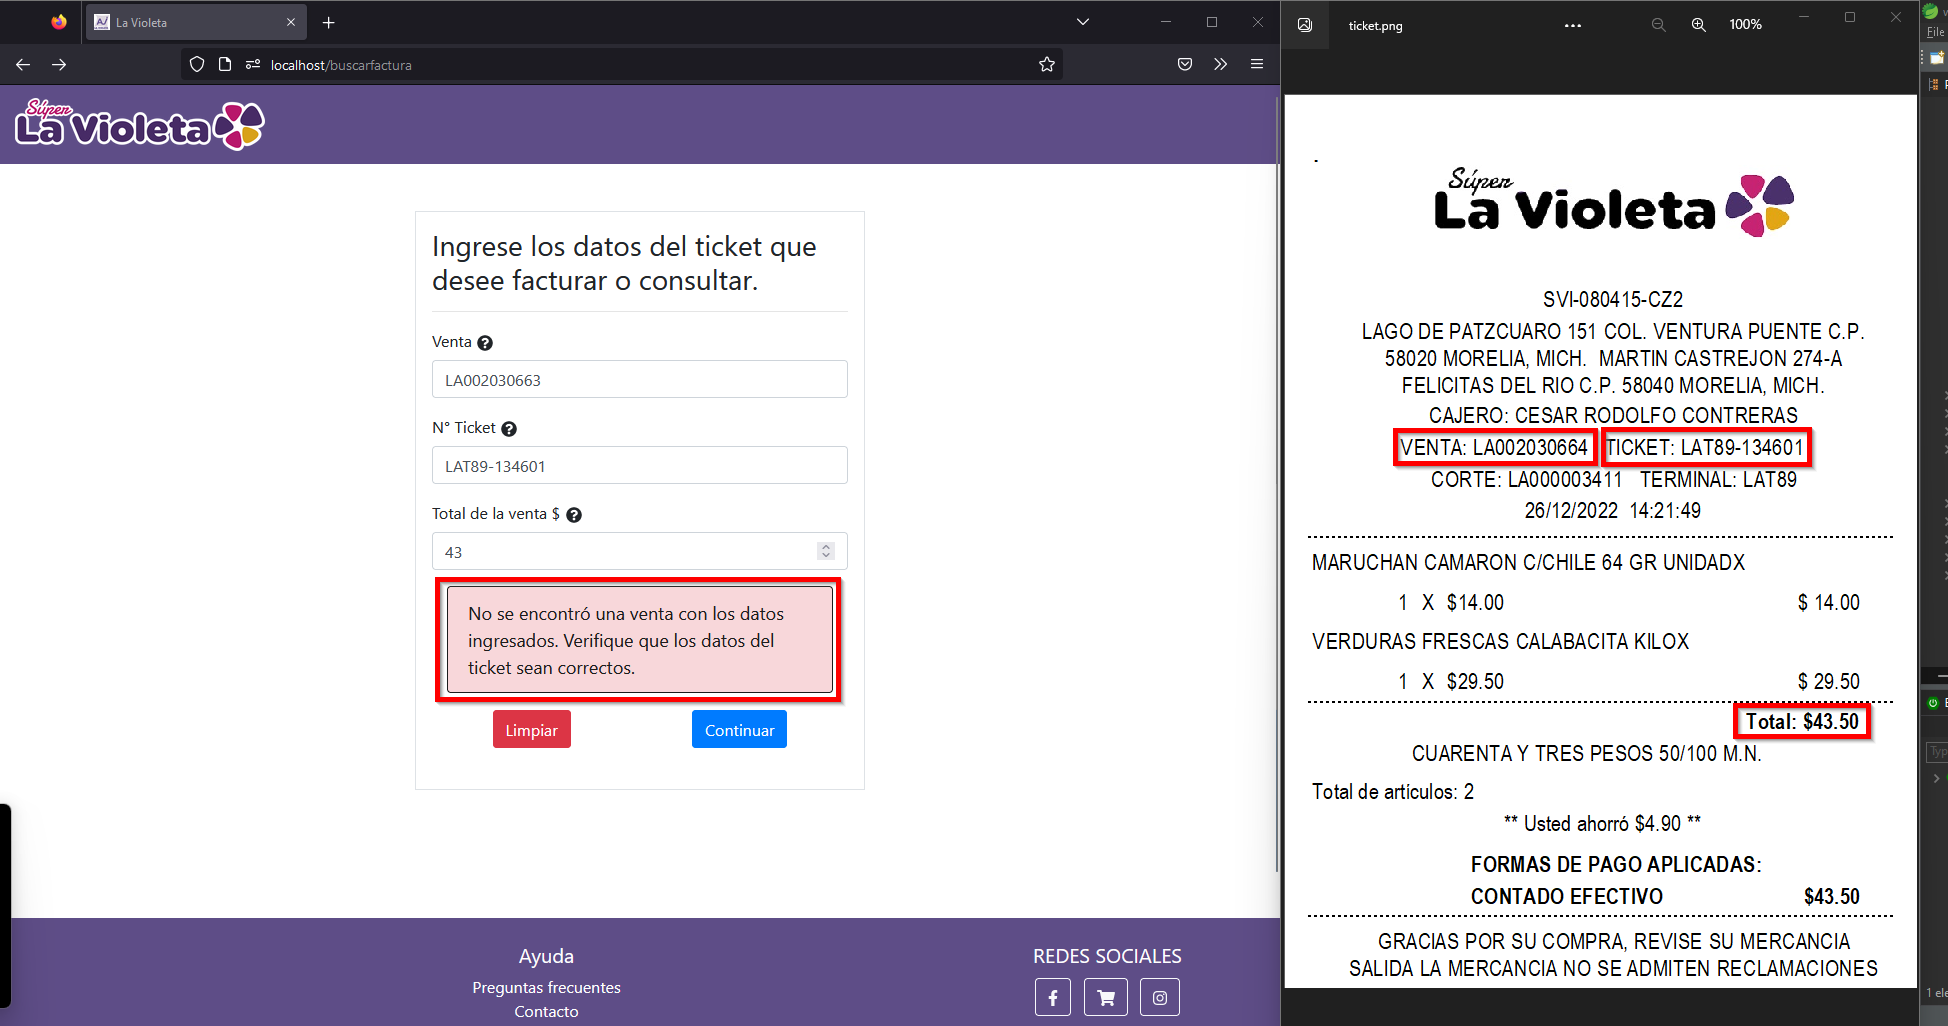 La Violeta
localhost/buscarfactura
Súper
La Violeta
Ingrese los datos del ticket que
desee facturar o consultar.
Venta
LA002030663
N° Ticket
LAT89-134601
Total de la venta $
43
No se encontró una venta con los datos
ingresados. Verifique que los datos del
ticket sean correctos.
Limpiar
Continuar
Ayuda
Preguntas frecuentes
Contacto
REDES SOCIALES
ticket.png
100%
Súper
La Violeta
SVI-080415-CZ2
LAGO DE PATZCUARO 151 COL. VENTURA PUENTE C.P.
58020 MORELIA, MICH. MARTIN CASTREJON 274-A
FELICITAS DEL RIO C.P. 58040 MORELIA, MICH.
CAJERO: CESAR RODOLFO CONTRERAS
VENTA: LA002030664 TICKET: LAT89-134601
CORTE: LA000003411 TERMINAL: LAT89
26/12/2022 14:21:49
MARUCHAN CAMARON C/CHILE 64 GR UNIDADX
1 X $14.00 $ 14.00
VERDURAS FRESCAS CALABACITA KILOX
1 X $29.50 $ 29.50
Total: $43.50
CUARENTA Y TRES PESOS 50/100 M.N.
Total de artículos: 2
** Usted ahorró $4.90 **
FORMAS DE PAGO APLICADAS:
CONTADO EFECTIVO $43.50
GRACIAS POR SU COMPRA, REVISE SU MERCANCIA
SALIDA LA MERCANCIA NO SE ADMITEN RECLAMACIONES
File
1 ele